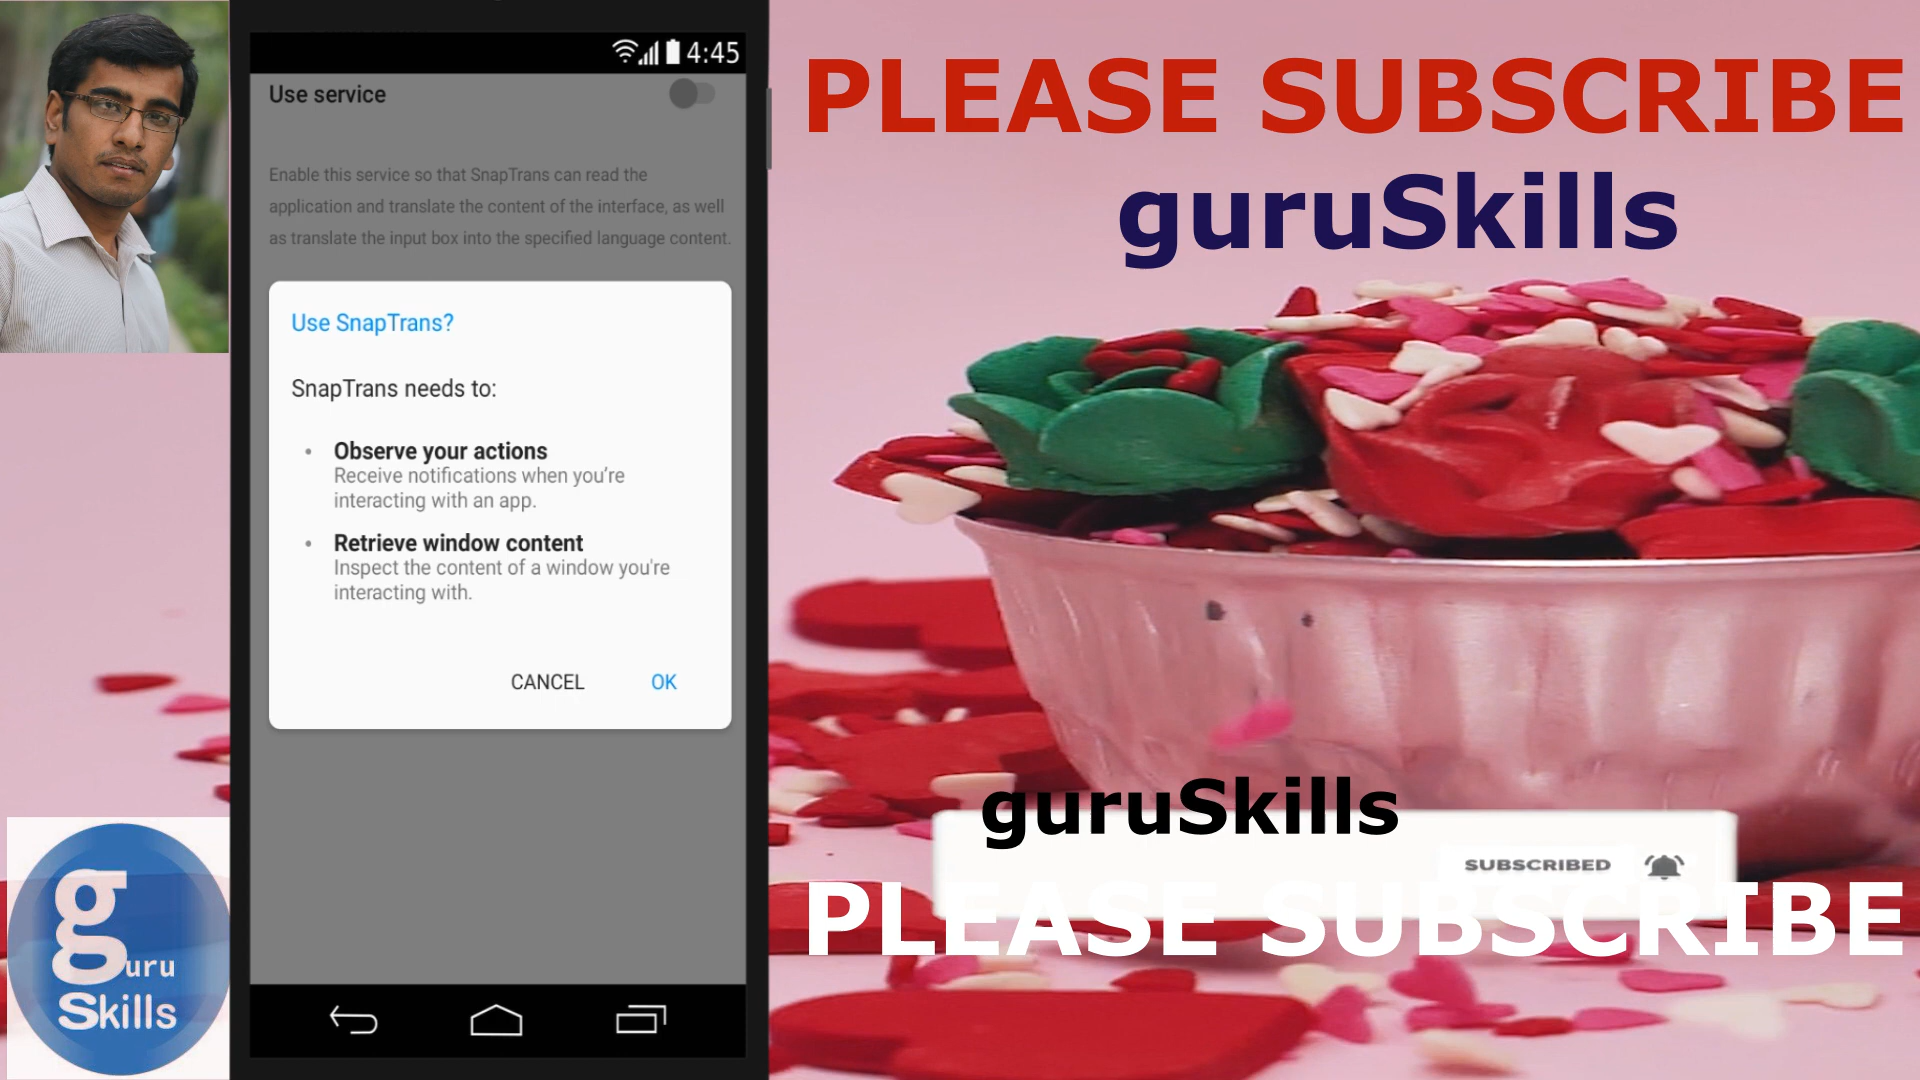 4:45
Use service
Enable this service so that SnapTrans can read the
application and translate the content of the interface, as well
as translate the input box into the specified language content.
Use SnapTrans?
SnapTrans needs to:
• Observe your actions
Receive notifications when you're
interacting with an app.
• Retrieve window content
Inspect the content of a window you're
interacting with.
CANCEL OK
PLEASE SUBSCRIBE
guruSkills
guruSkills
SUBSCRIBED
PLEASE SUBSCRIBE
guru
Skills